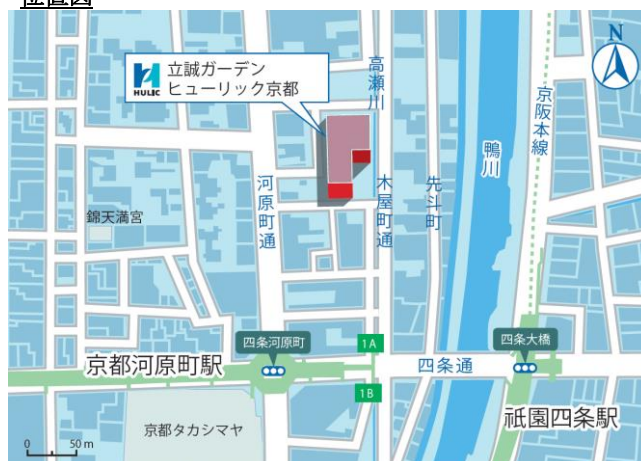 位置図
N
HULIC
立誠ガーデン
ヒューリック京都
高瀬川
京阪本線
鴨川
河原町通
木屋町通
先斗町
錦天満宮
四条河原町
1A
四条大橋
京都河原町駅
四条通
1B
祇園四条駅
京都タカシマヤ
0 50 m